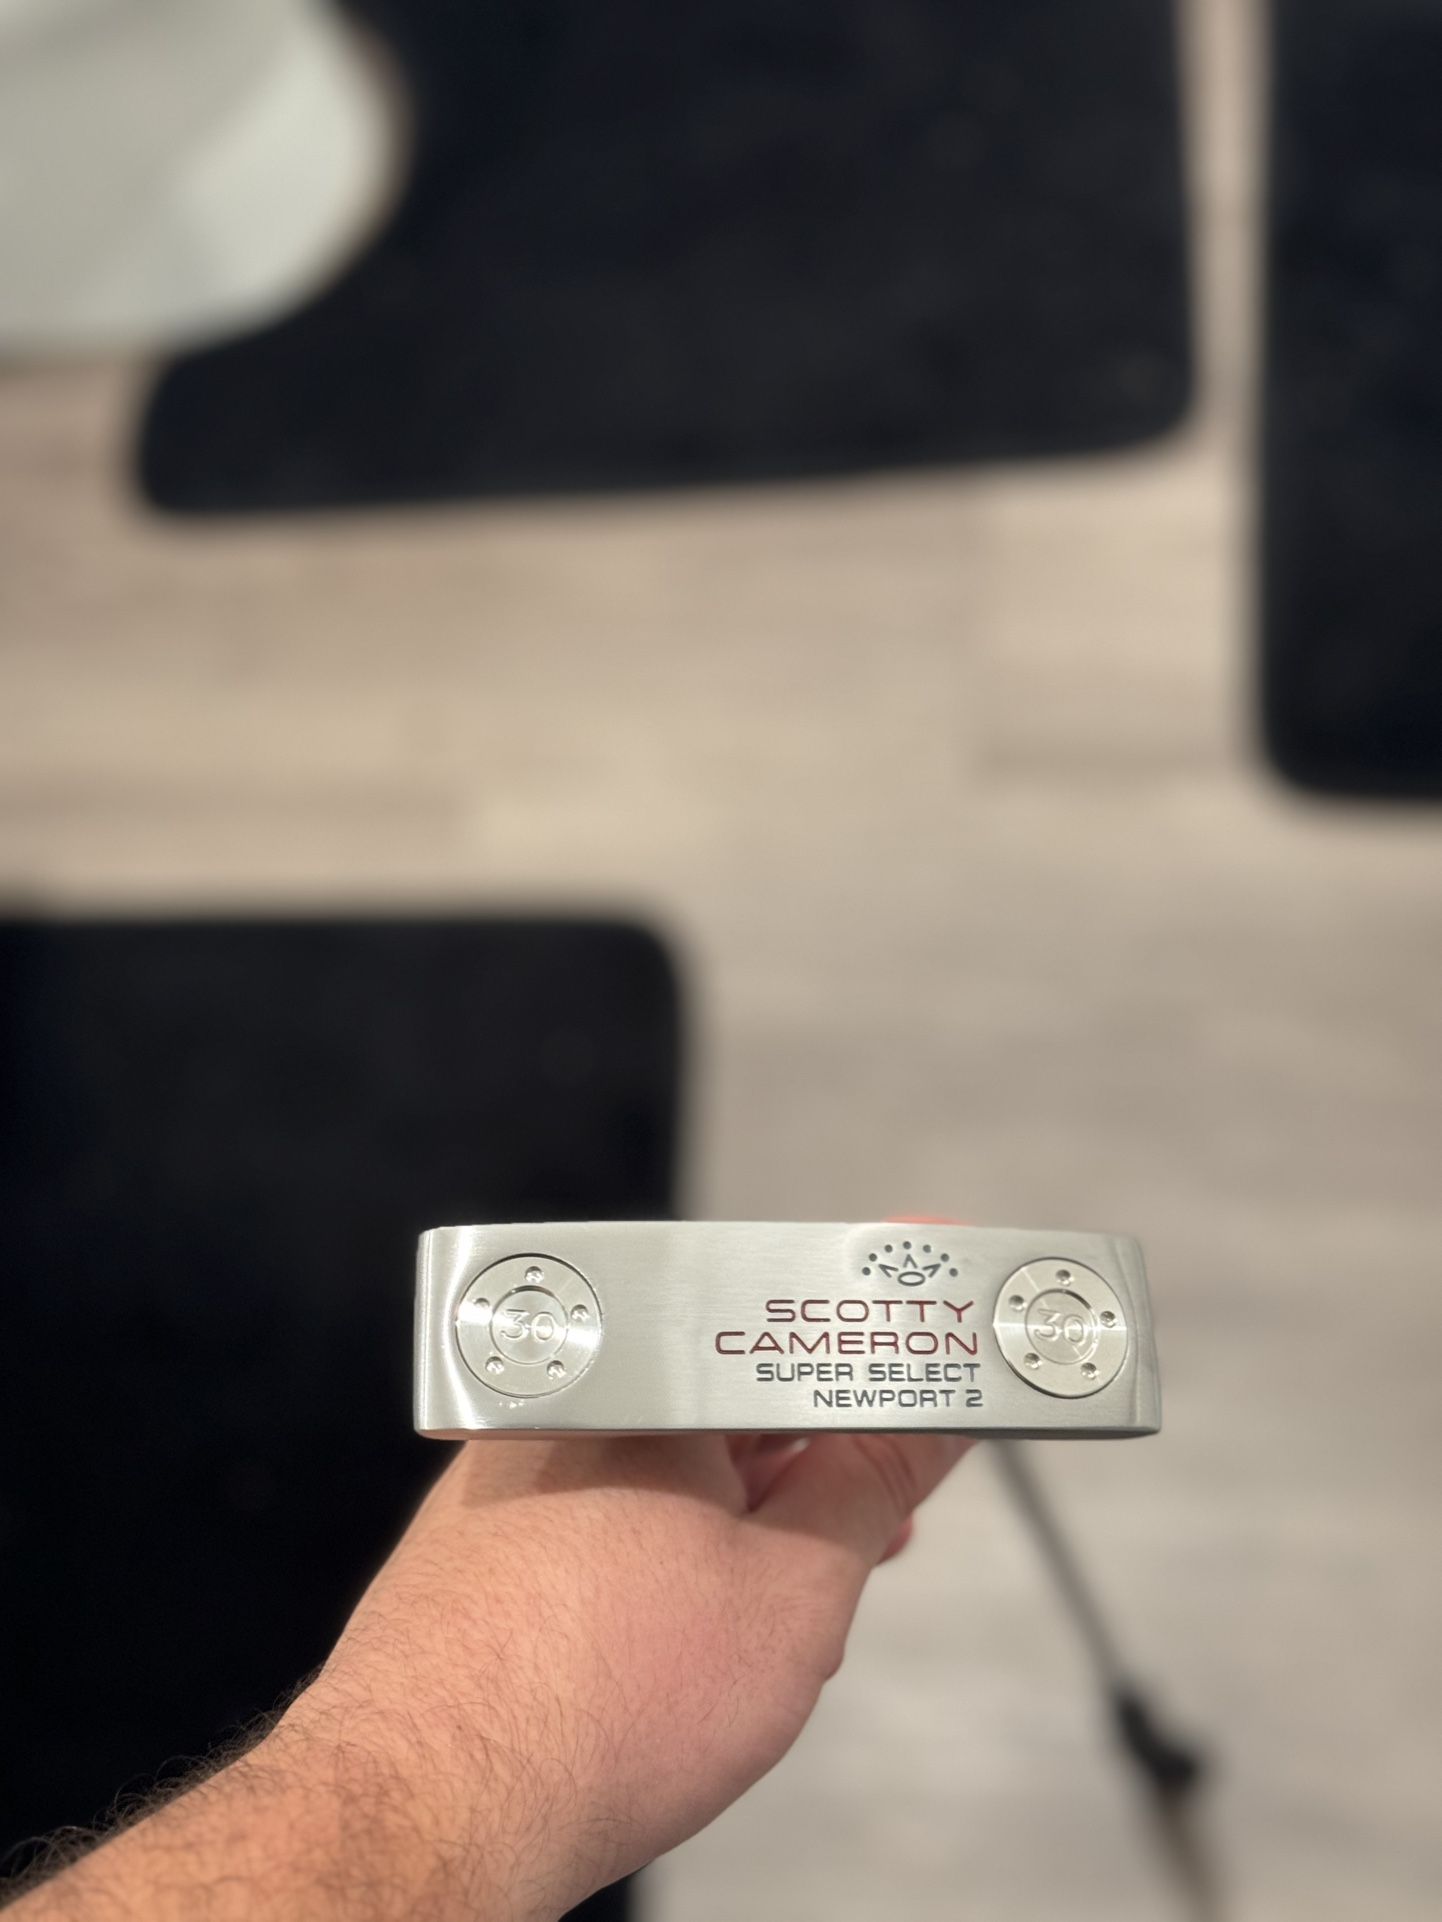 30
SCOTTY
CAMERON
SUPER SELECT
NEWPORT 2
30